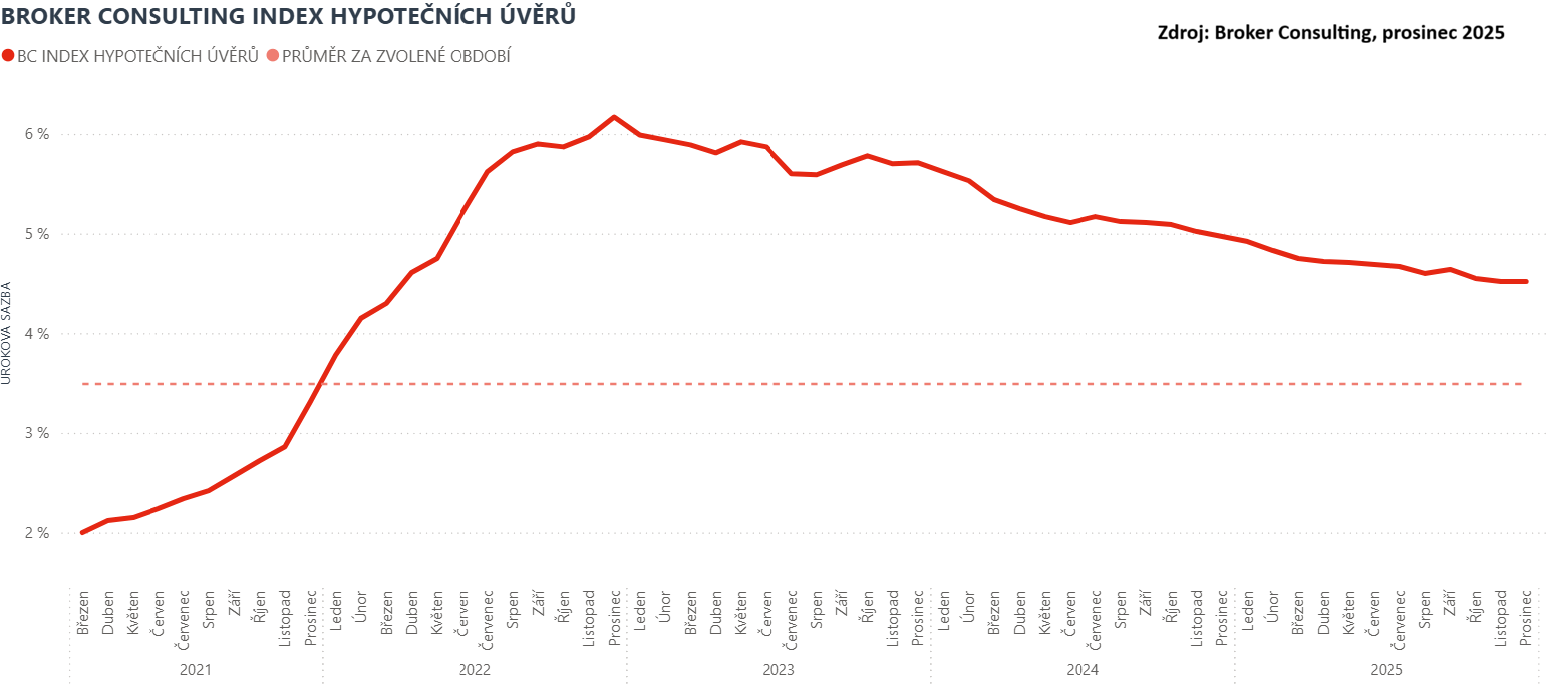 BROKER CONSULTING INDEX HYPOTEČNÍCH ÚVĚRŮ
Zdroj: Broker Consulting, prosinec 2025
BC INDEX HYPOTEČNÍCH ÚVĚRŮ PRŮMĚR ZA ZVOLENÉ OBDOBÍ
6 %
5 %
4 %
3 %
2 %
ÚROKOVÁ SAZBA
Březen Duben Květen Červen Červenec Srpen Září Říjen Listopad Prosinec Leden Únor Březen Duben Květen Červen Červenec Srpen Září Říjen Listopad Prosinec Leden Únor Březen Duben Květen Červen Červenec Srpen Září Říjen Listopad Prosinec Leden Únor Březen Duben Květen Červen Červenec Srpen Září Říjen Listopad Prosinec Leden Únor Březen Duben Květen Červen Červenec Srpen Září Říjen Listopad Prosinec
2021 2022 2023 2024 2025